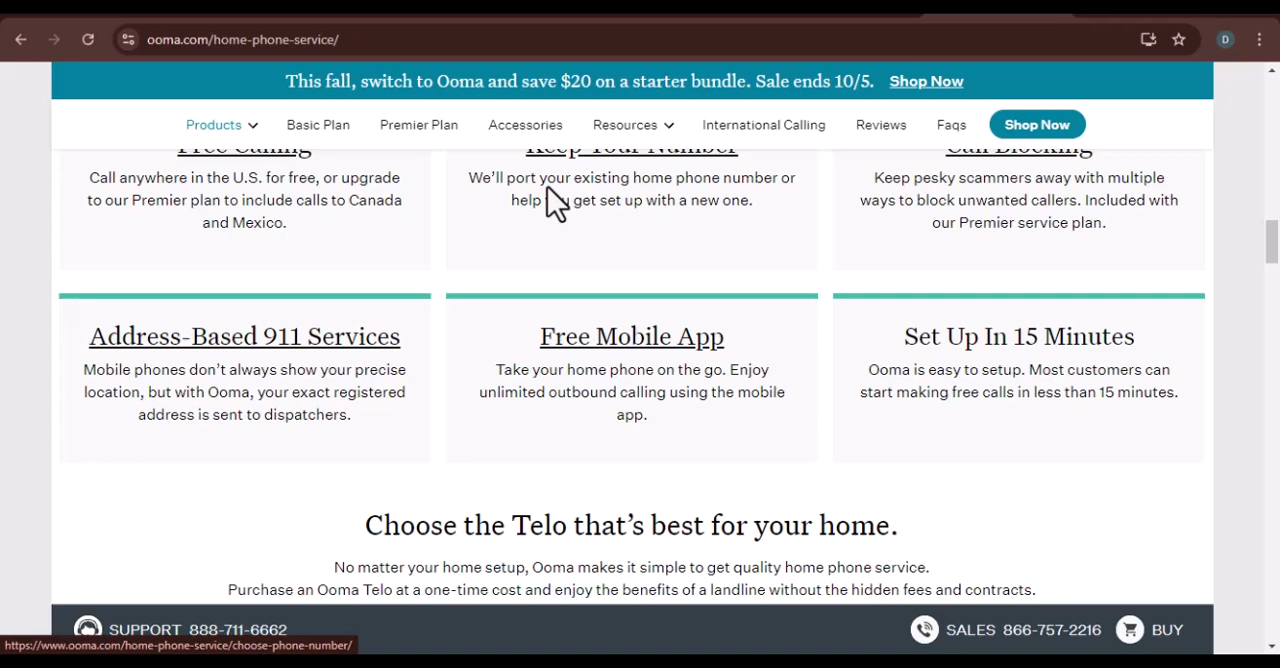 ooma.com/home-phone-service/
D
This fall, switch to Ooma and save $20 on a starter bundle. Sale ends 10/5. Shop Now
Products Basic Plan Premier Plan Accessories Resources International Calling Reviews Faqs Shop Now
Free Calling Keep Your Number Call Blocking
Call anywhere in the U.S. for free, or upgrade
to our Premier plan to include calls to Canada
and Mexico.
We'll port your existing home phone number or
help you get set up with a new one.
Keep pesky scammers away with multiple
ways to block unwanted callers. Included with
our Premier service plan.
Address-Based 911 Services
Mobile phones don't always show your precise
location, but with Ooma, your exact registered
address is sent to dispatchers.
Free Mobile App
Take your home phone on the go. Enjoy
unlimited outbound calling using the mobile
app.
Set Up In 15 Minutes
Ooma is easy to setup. Most customers can
start making free calls in less than 15 minutes.
Choose the Telo that's best for your home.
No matter your home setup, Ooma makes it simple to get quality home phone service.
Purchase an Ooma Telo at a one-time cost and enjoy the benefits of a landline without the hidden fees and contracts.
SUPPORT 888-711-6662 SALES 866-757-2216 BUY
https://www.ooma.com/home-phone-service/choose-phone-number/